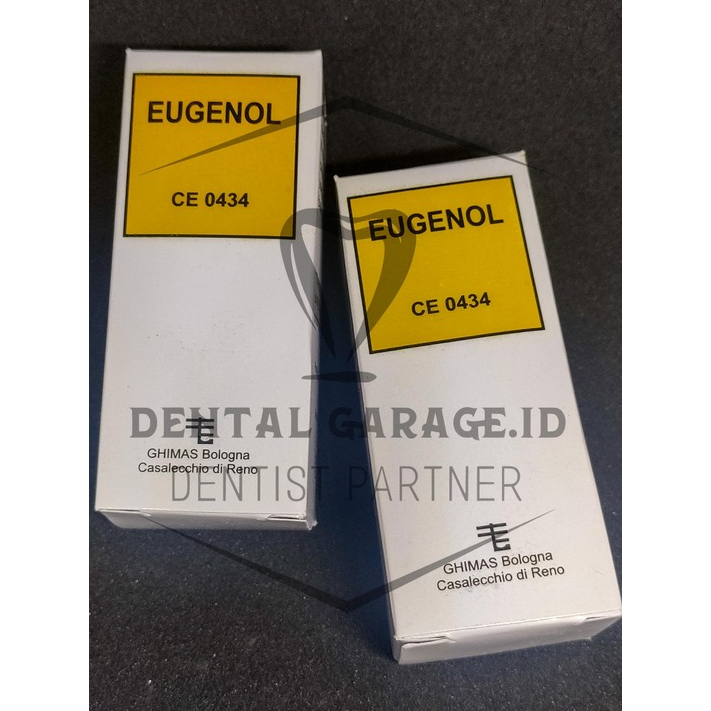 EUGENOL
CE 0434
GHIMAS Bologna
Casalecchio di Reno
EUGENOL
CE 0434
GHIMAS Bologna
Casalecchio di Reno
DENTAL GARAGE.ID
DENTIST PARTNER